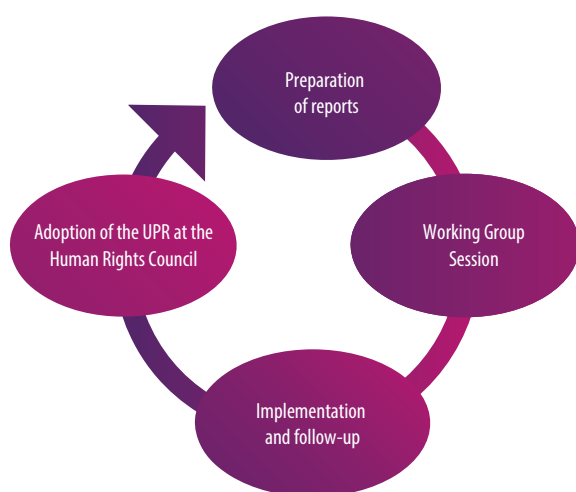 Preparation
of reports
Working Group
Session
Implementation
and follow-up
Adoption of the UPR at the
Human Rights Council